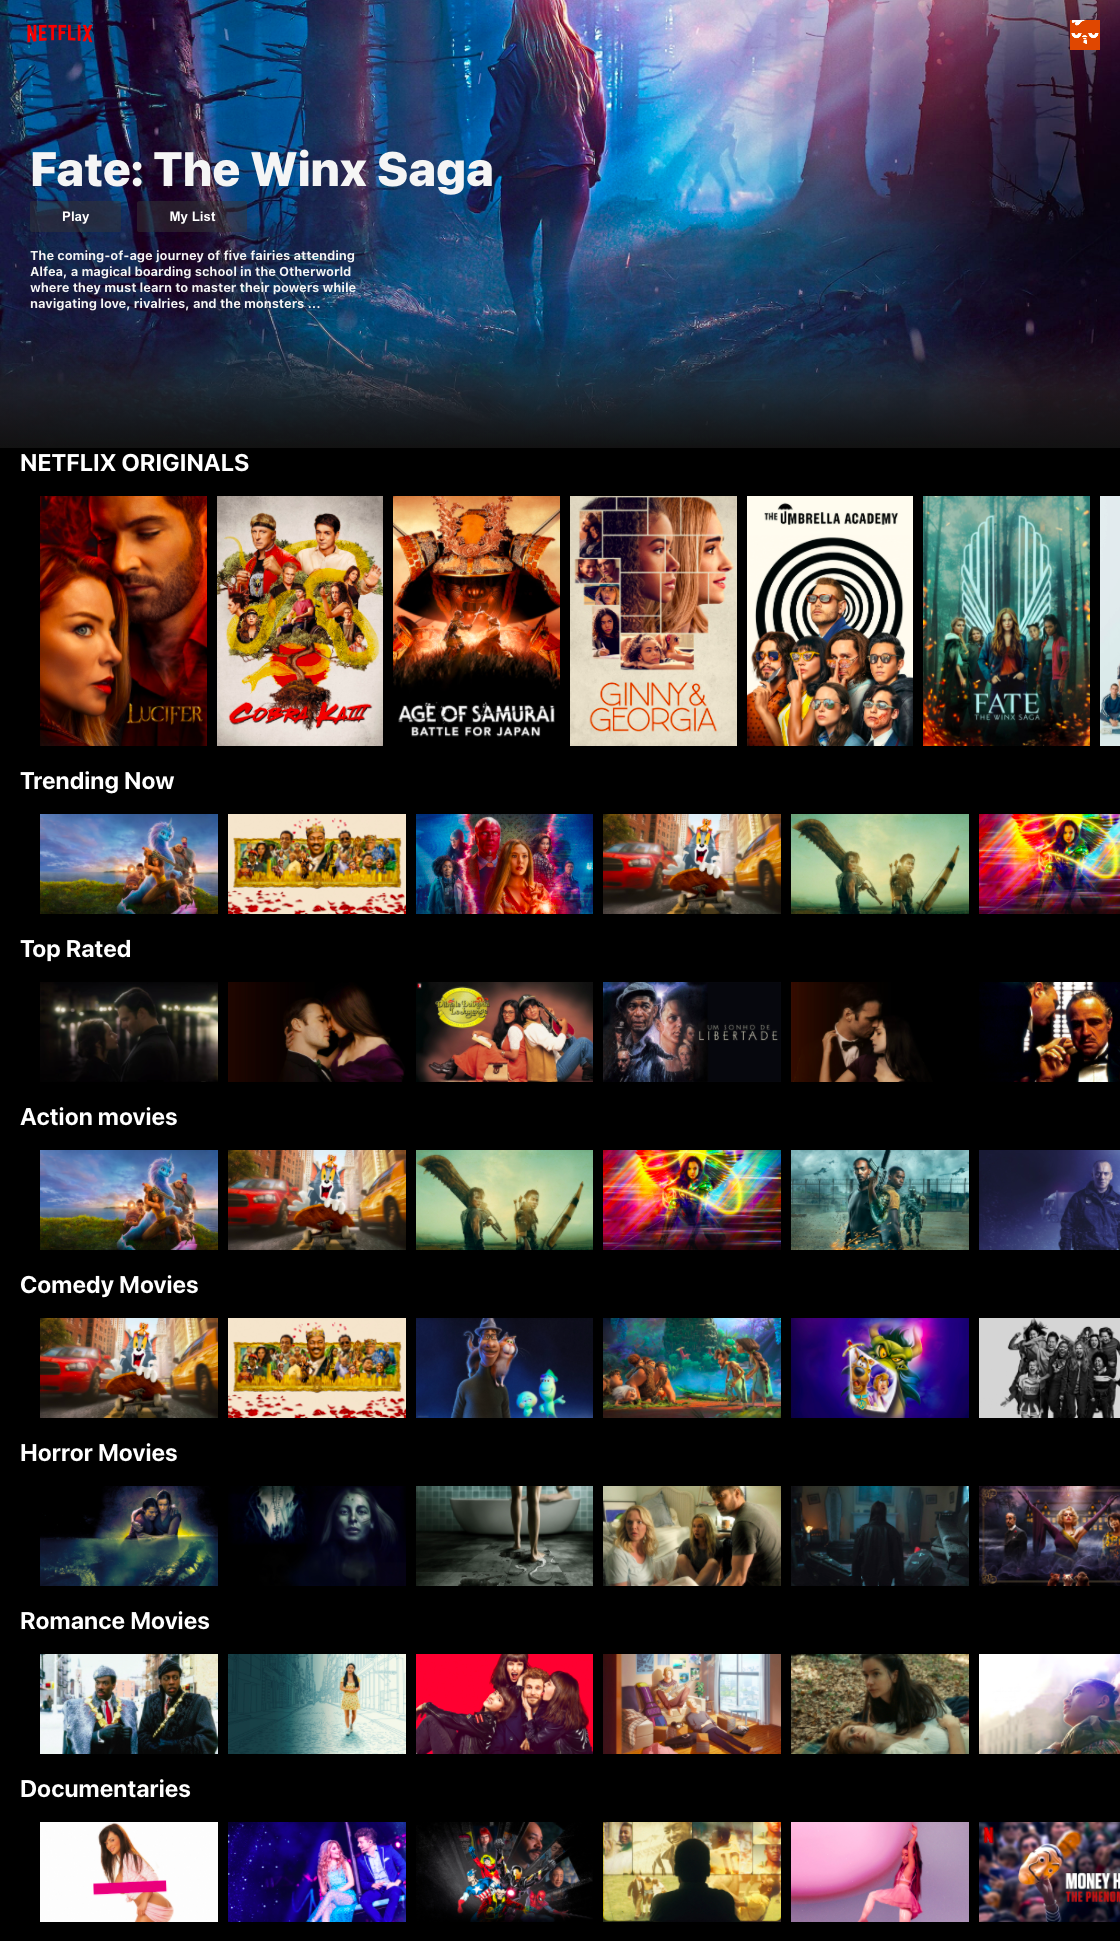 NETFLIX
Fate: The Winx Saga
Play
My List
The coming-of-age journey of five fairies attending
Alfea, a magical boarding school in the Otherworld
where they must learn to master their powers while
navigating love, rivalries, and the monsters ...
NETFLIX ORIGINALS
LUCIFER
COBRA KAI III
AGE OF SAMURAI
BATTLE FOR JAPAN
GINNY &
GEORGIA
THE UMBRELLA ACADEMY
FATE
THE WINX SAGA
Trending Now
Top Rated
Dilwale Dulhania
Le Jayenge
UM SONHO DE
LIBERTADE
Action movies
Comedy Movies
Horror Movies
Romance Movies
Documentaries
N
MONEY H
THE PHENO